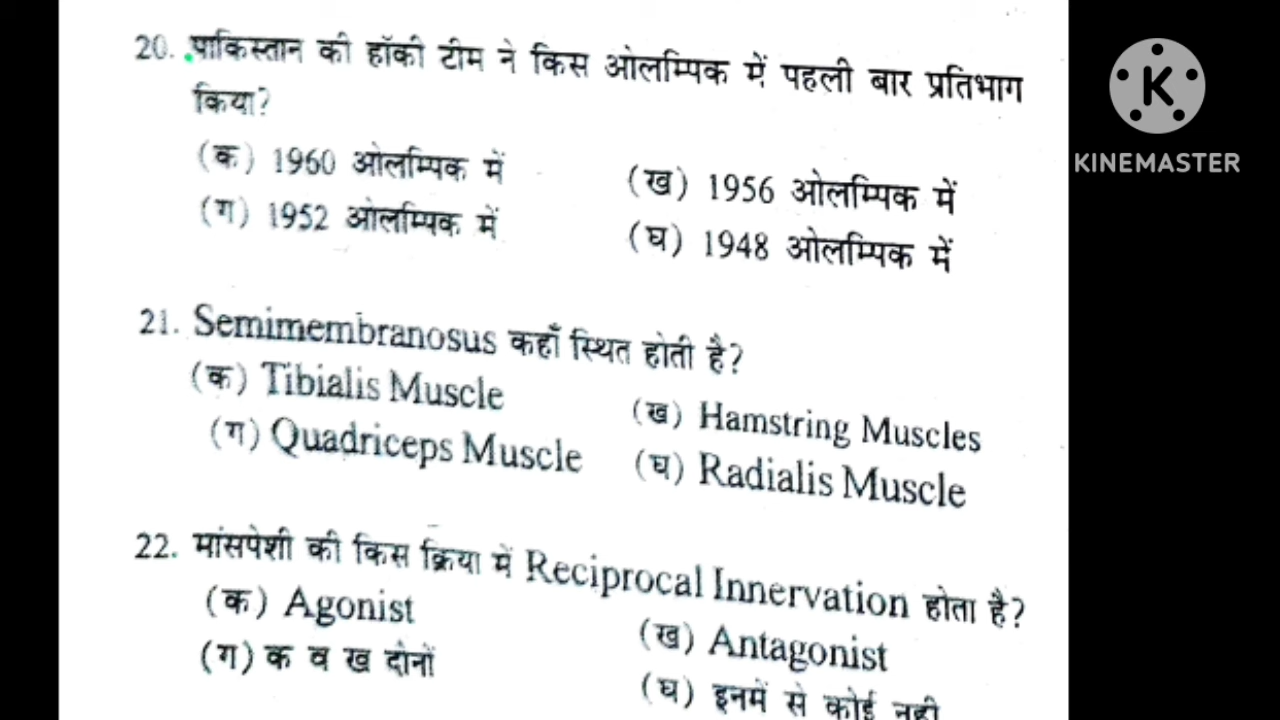 20. पाकिस्तान की हॉकी टीम ने किस ओलम्पिक में पहली बार प्रतिभाग
किया?
(क) 1960 ओलम्पिक में (ख) 1956 ओलम्पिक में
(ग) 1952 ओलम्पिक में (घ) 1948 ओलम्पिक में
K
KINEMASTER
21. Semimembranosus कहाँ स्थित होती है?
(क) Tibialis Muscle (ख) Hamstring Muscles
(ग) Quadriceps Muscle (घ) Radialis Muscle
22. मांसपेशी की किस क्रिया में Reciprocal Innervation होता है?
(क) Agonist (ख) Antagonist
(ग) क व ख दोनों (घ) इनमें से कोई नहीं